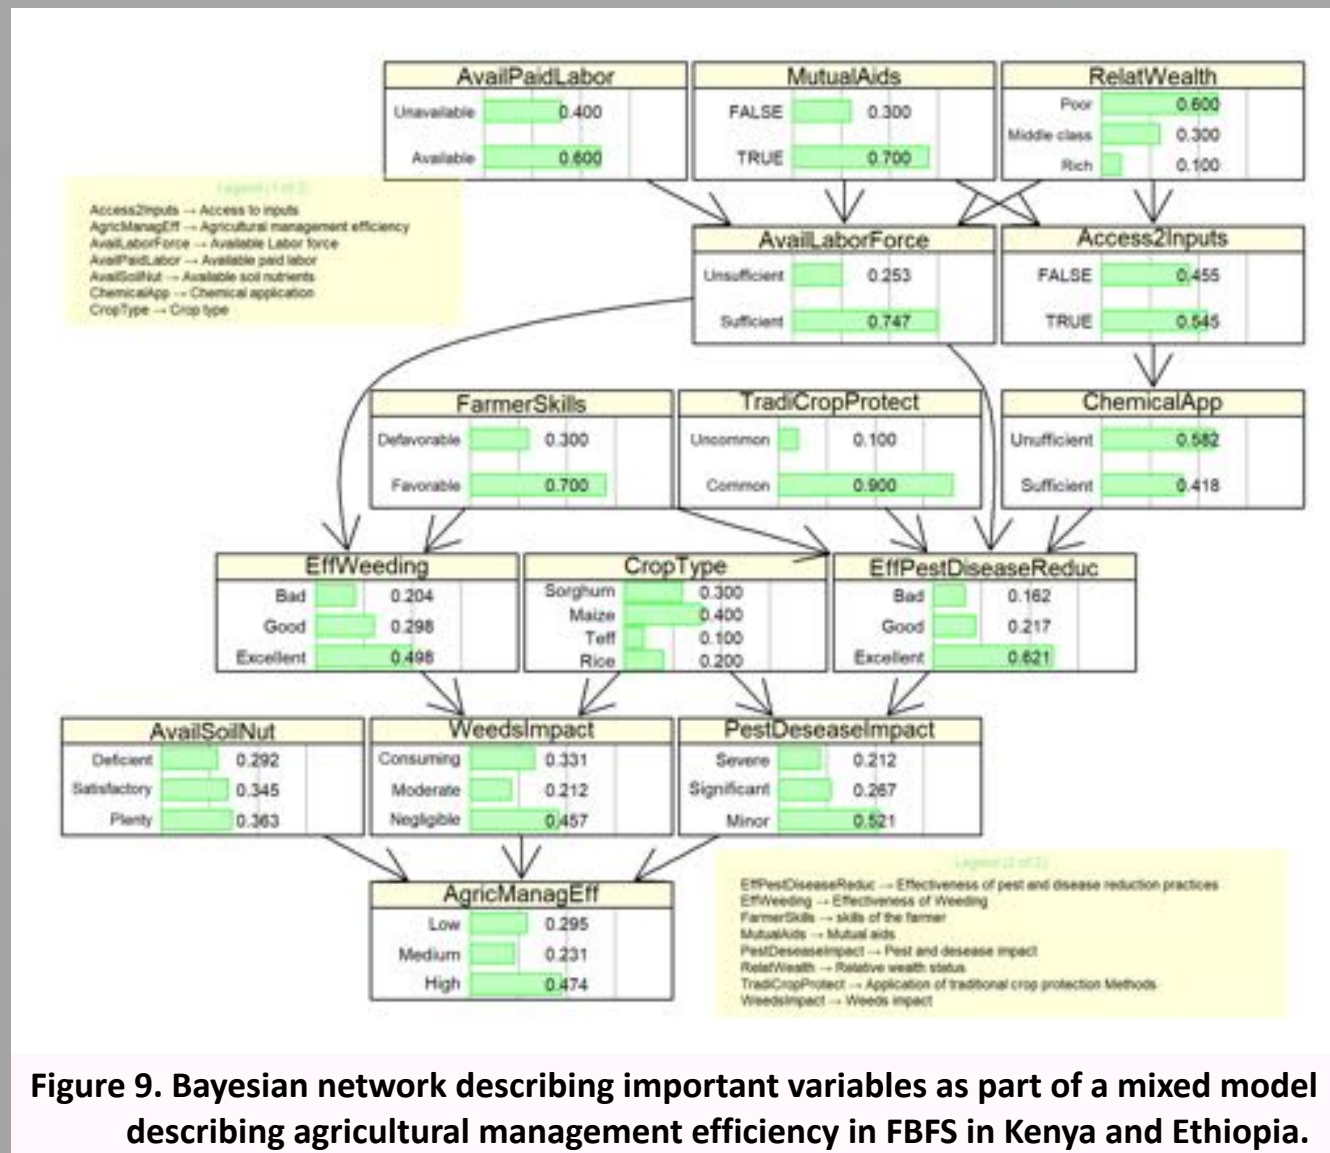 AvailPaidLabor
Unavailable 0.400
Available 0.600
MutualAids
FALSE 0.300
TRUE 0.700
RelatWealth
Poor 0.600
Middle class 0.300
Rich 0.100
Legend (1 of 2)
Access2Inputs → Access to inputs
AgricManagEff → Agricultural management efficiency
AvailLaborForce → Available Labor force
AvailPaidLabor → Available paid labor
AvailSoilNut → Available soil nutrients
ChemicalApp → Chemical application
CropType → Crop type
AvailLaborForce
Unsufficient 0.253
Sufficient 0.747
Access2Inputs
FALSE 0.455
TRUE 0.545
FarmerSkills
Defavorable 0.300
Favorable 0.700
TradiCropProtect
Uncommon 0.100
Common 0.900
ChemicalApp
Unufficient 0.582
Sufficient 0.418
EffWeeding
Bad 0.204
Good 0.298
Excellent 0.498
CropType
Sorghum 0.300
Maize 0.400
Teff 0.100
Rice 0.200
EffPestDiseaseReduc
Bad 0.162
Good 0.217
Excellent 0.621
AvailSoilNut
Deficient 0.292
Satisfactory 0.345
Plenty 0.363
WeedsImpact
Consuming 0.331
Moderate 0.212
Negligible 0.457
PestDeseaseImpact
Severe 0.212
Significant 0.267
Minor 0.521
AgricManagEff
Low 0.295
Medium 0.231
High 0.474
Legend (2 of 2)
EffPestDiseaseReduc → Effectiveness of pest and disease reduction practices
EffWeeding → Effectiveness of Weeding
FarmerSkills → skills of the farmer
MutualAids → Mutual aids
PestDeseaseImpact → Pest and desease impact
RelatWealth → Relative wealth status
TradiCropProtect → Application of traditional crop protection Methods
WeedsImpact → Weeds impact
Figure 9. Bayesian network describing important variables as part of a mixed model
describing agricultural management efficiency in FBFS in Kenya and Ethiopia.